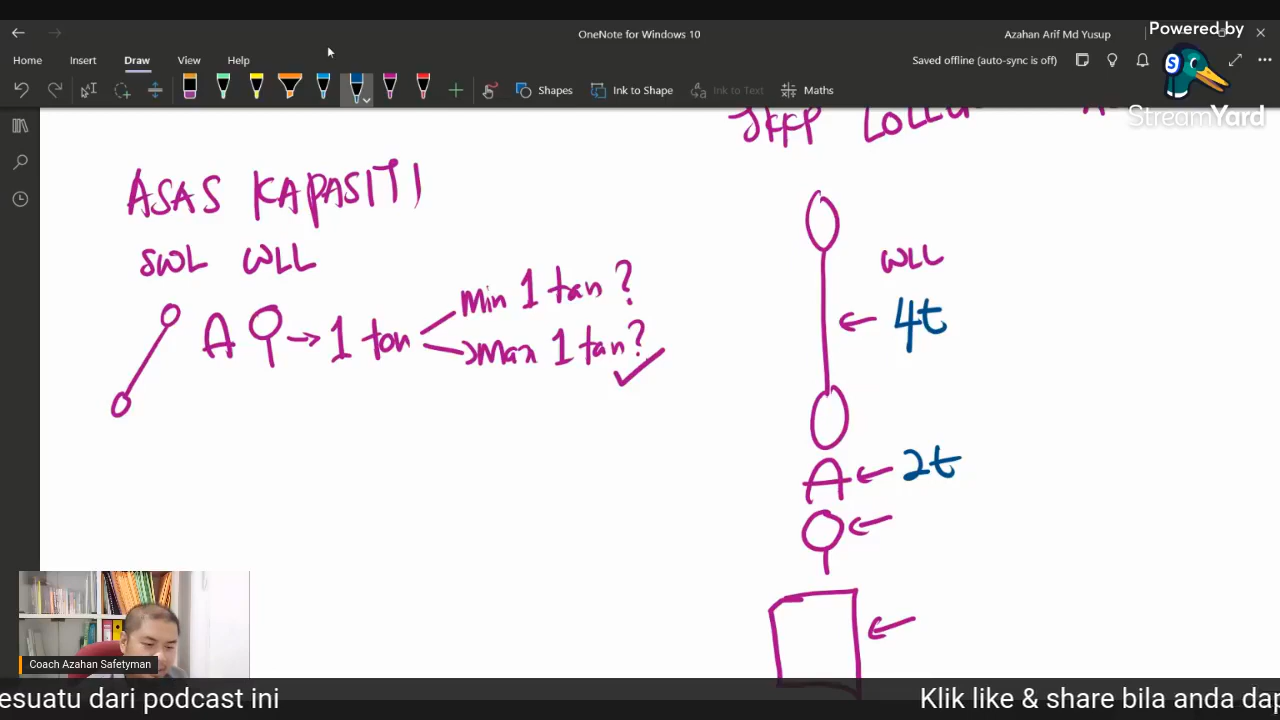 OneNote for Windows 10
Azahan Arif Md Yusup
Powered by
Home Insert Draw View Help
Saved offline (auto-sync is off)
Shapes Ink to Shape Ink to Text Maths
StreamYard
JKKP
ASAS KAPASITI
SWL WLL
A → 1 ton
Min 1 tan ?
Max 1 tan?
WLL
4t
A ← 2t
Coach Azahan Safetyman
esuatu dari podcast ini
Klik like & share bila anda dap